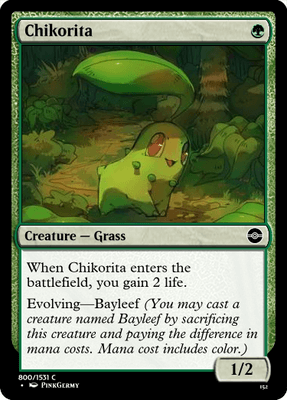 Chikorita
Creature — Grass
When Chikorita enters the
battlefield, you gain 2 life.
Evolving—Bayleef (You may cast a
creature named Bayleef by sacrificing
this creature and paying the difference in
mana costs. Mana cost includes color.)
1/2
800/1531 C
• PinkGermy
151